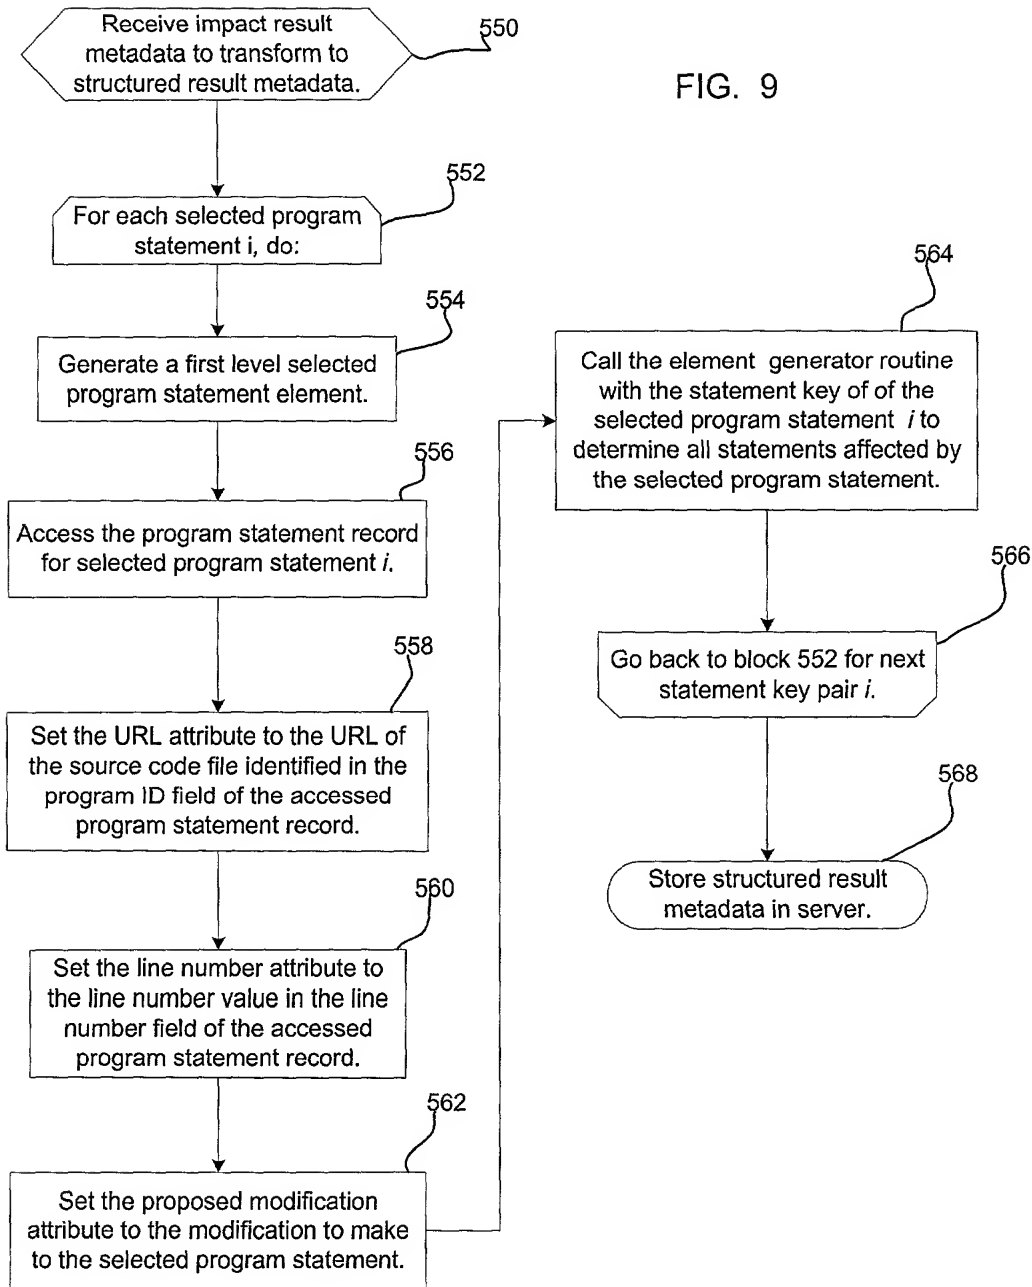 Receive impact result
metadata to transform to
structured result metadata.
550
FIG. 9
552
For each selected program
statement i, do:
554
Generate a first level selected
program statement element.
556
Access the program statement record
for selected program statement i.
558
Set the URL attribute to the URL of
the source code file identified in the
program ID field of the accessed
program statement record.
560
Set the line number attribute to
the line number value in the line
number field of the accessed
program statement record.
562
Set the proposed modification
attribute to the modification to make
to the selected program statement.
564
Call the element generator routine
with the statement key of of the
selected program statement i to
determine all statements affected by
the selected program statement.
566
Go back to block 552 for next
statement key pair i.
568
Store structured result
metadata in server.